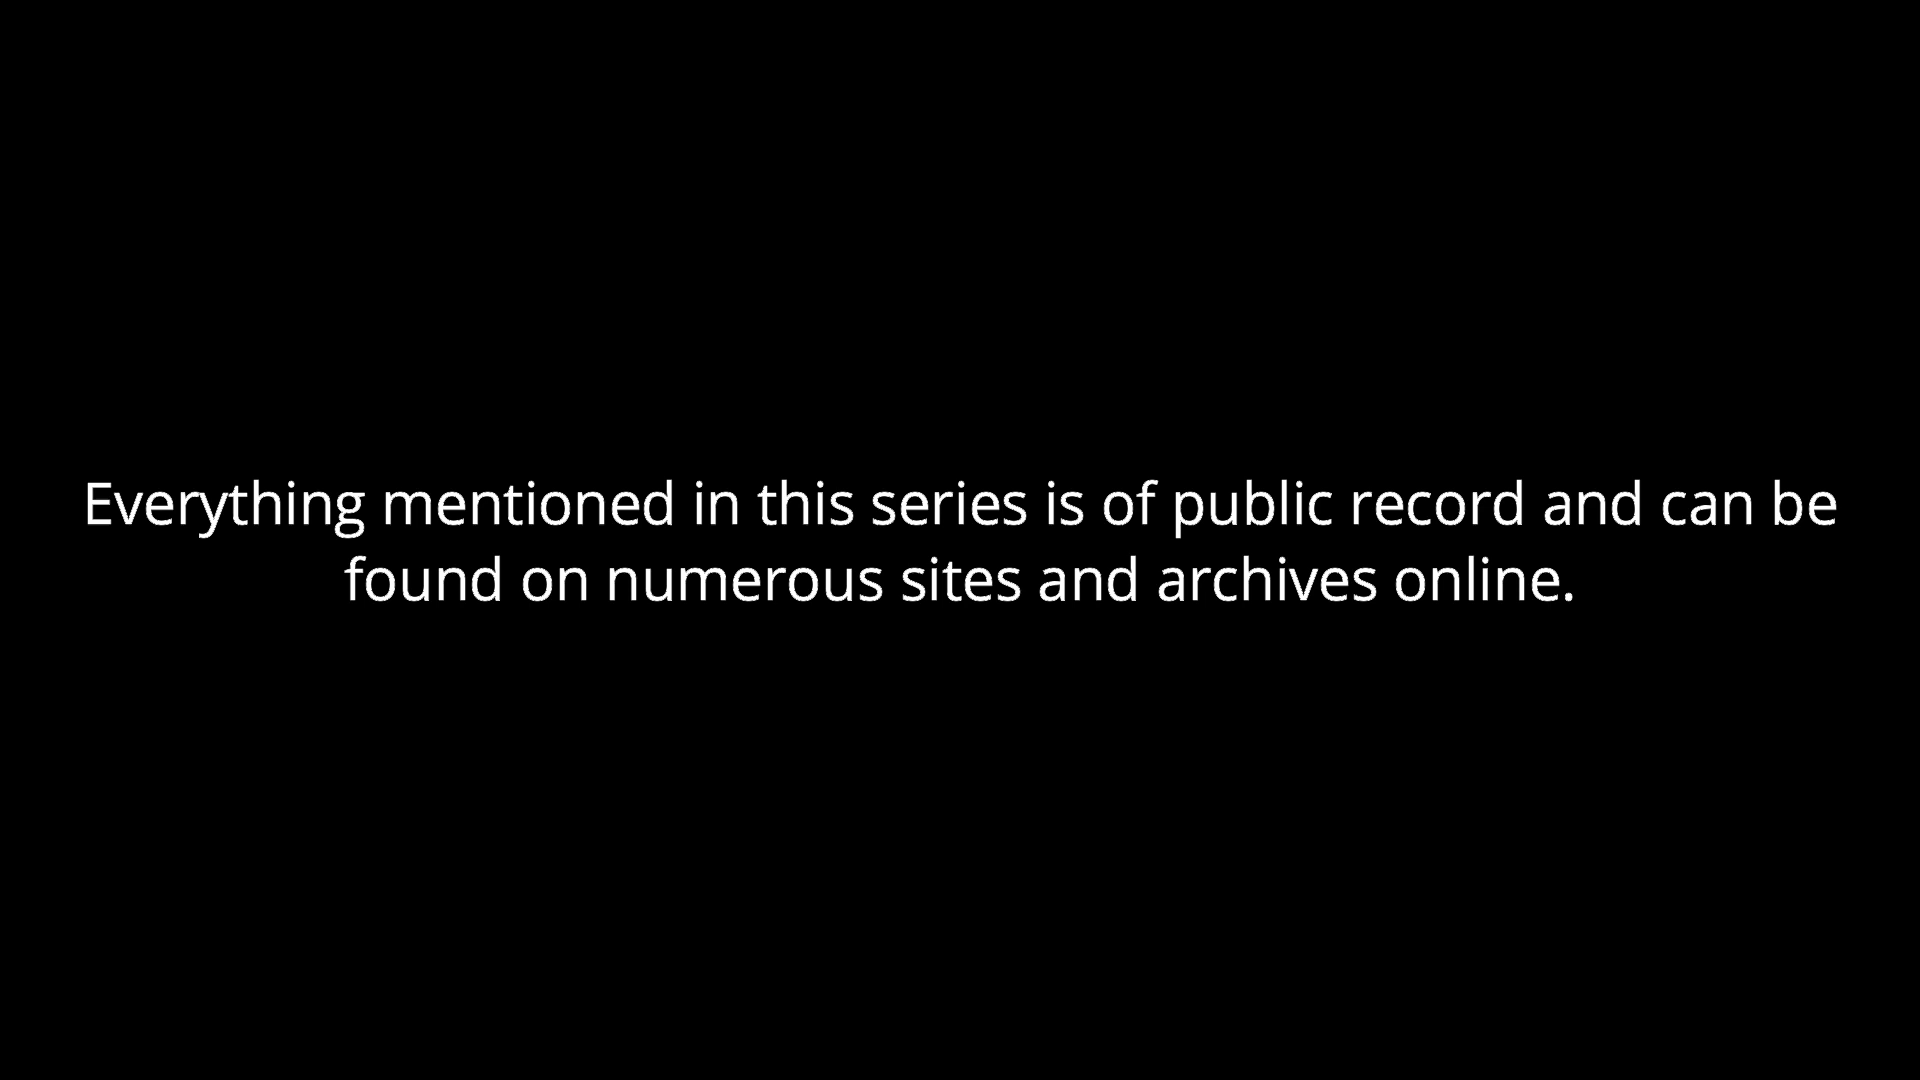 Everything mentioned in this series is of public record and can be
found on numerous sites and archives online.